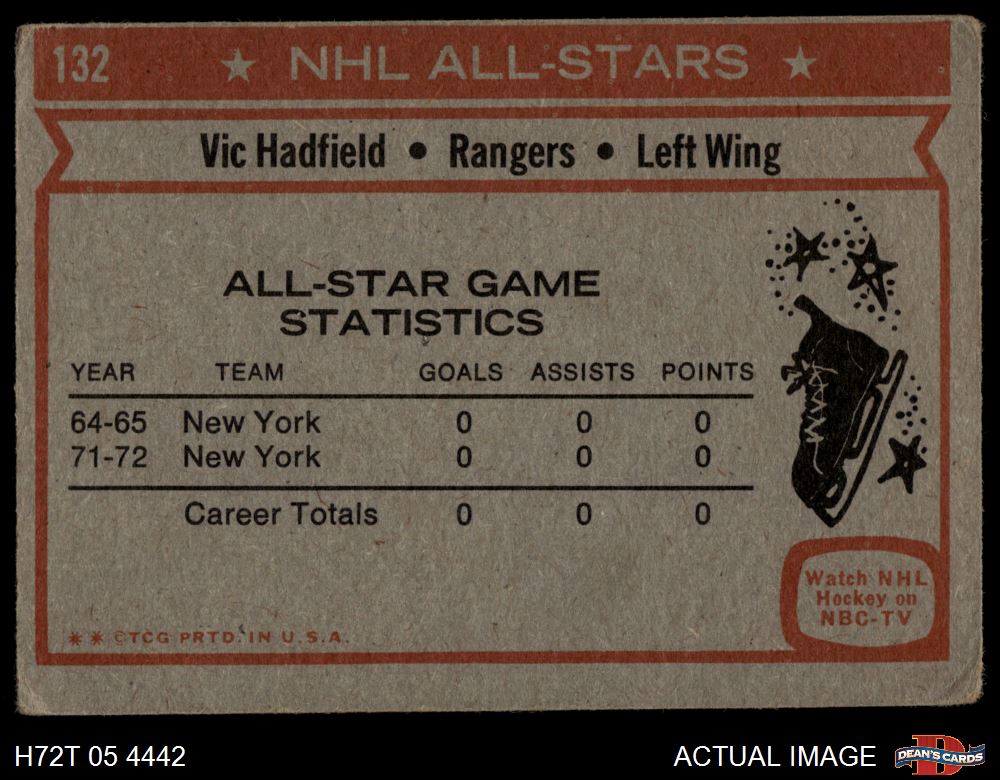 132 ★ NHL ALL-STARS ★
Vic Hadfield • Rangers • Left Wing
ALL-STAR GAME
STATISTICS
YEAR TEAM GOALS ASSISTS POINTS
64-65 New York 0 0 0
71-72 New York 0 0 0
Career Totals 0 0 0
Watch NHL
Hockey on
NBC-TV
* * ©TCG PRTD. IN U.S.A.
H72T 05 4442
ACTUAL IMAGE
DEAN'S CARDS